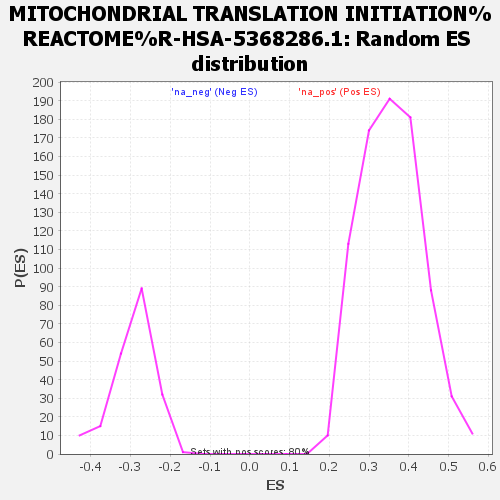 MITOCHONDRIAL TRANSLATION INITIATION%
REACTOME%R-HSA-5368286.1: Random ES
distribution
'na_neg' (Neg ES) 'na_pos' (Pos ES)
P(ES)
200
190
180
170
160
150
140
130
120
110
100
90
80
70
60
50
40
30
20
10
0
Sets with pos scores: 80%
-0.4 -0.3 -0.2 -0.1 0.0 0.1 0.2 0.3 0.4 0.5 0.6
ES